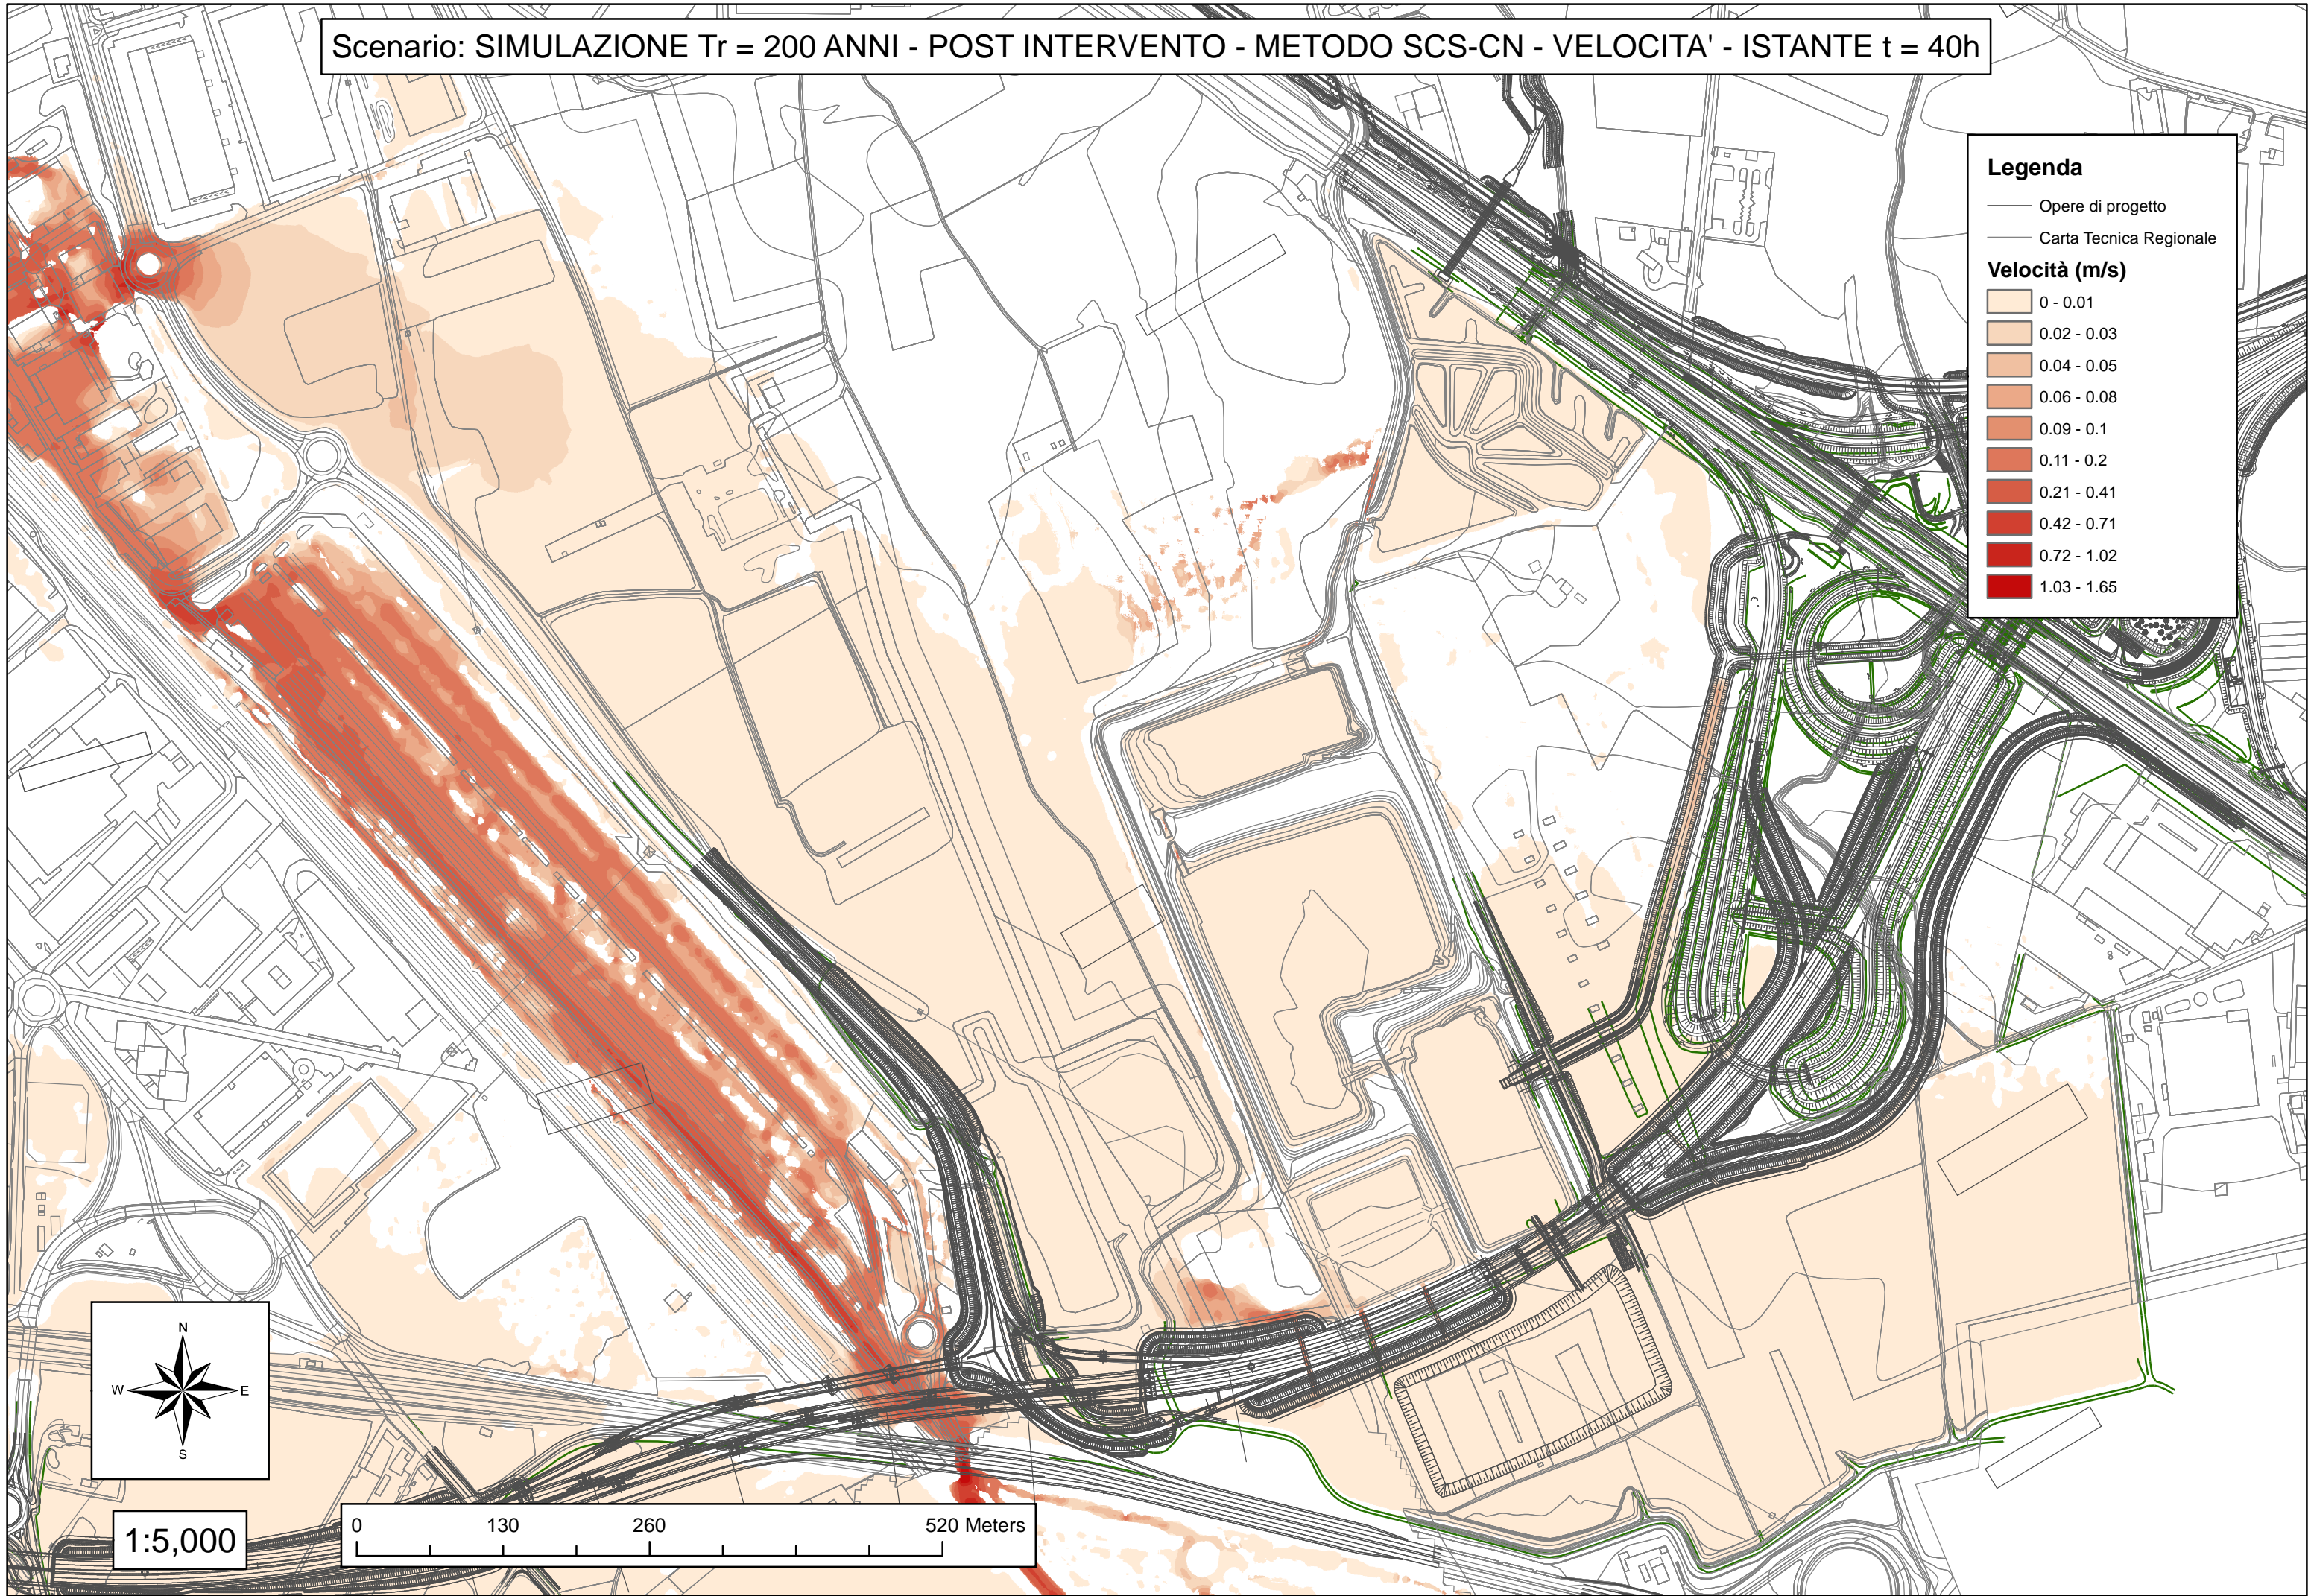 Scenario: SIMULAZIONE Tr = 200 ANNI - POST INTERVENTO - METODO SCS-CN - VELOCITA' - ISTANTE t = 40h
Legenda
Opere di progetto
Carta Tecnica Regionale
Velocità (m/s)
0 - 0.01
0.02 - 0.03
0.04 - 0.05
0.06 - 0.08
0.09 - 0.1
0.11 - 0.2
0.21 - 0.41
0.42 - 0.71
0.72 - 1.02
1.03 - 1.65
N
W E
S
1:5,000
0 130 260 520 Meters